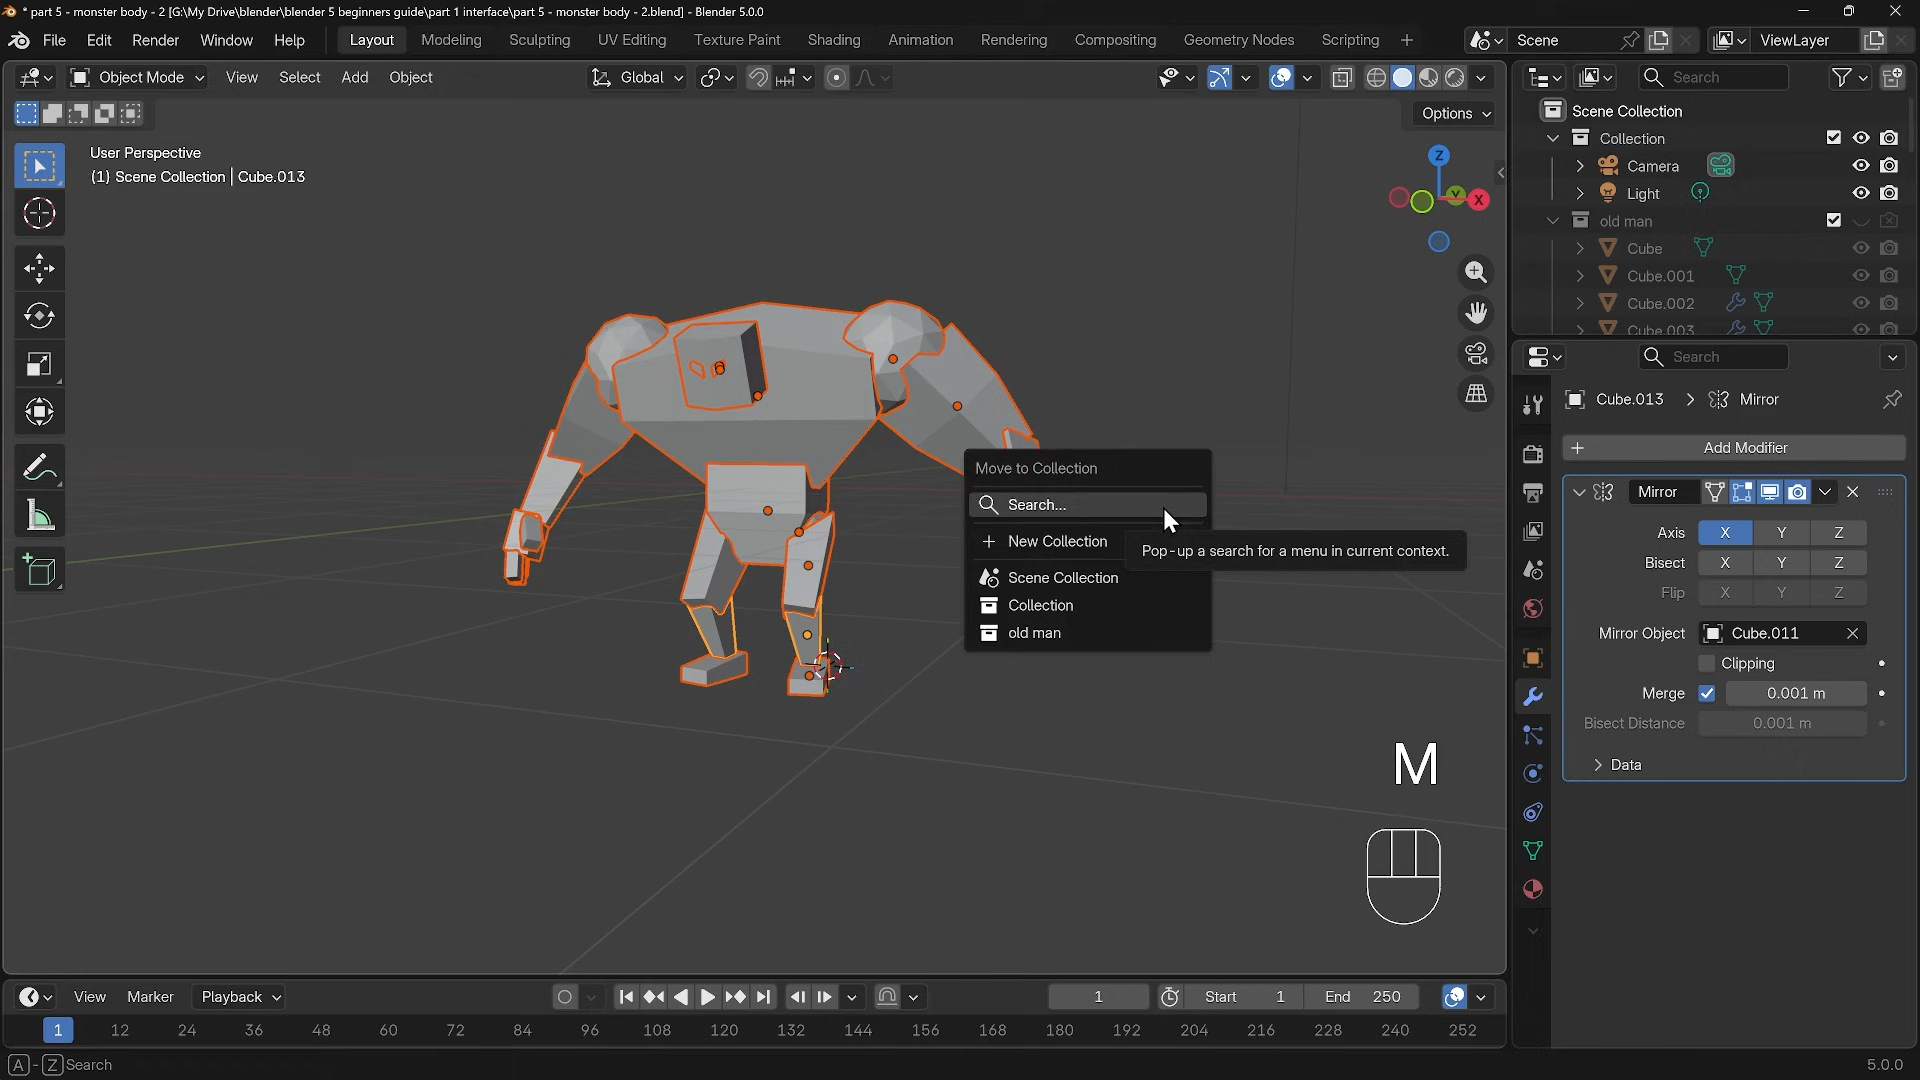 * part 5 - monster body - 2 [G:\My Drive\blender\blender 5 beginners guide\part 1 interface\part 5 - monster body - 2.blend] - Blender 5.0.0
File Edit Render Window Help Layout Modeling Sculpting UV Editing Texture Paint Shading Animation Rendering Compositing Geometry Nodes Scripting + Scene ViewLayer
Object Mode View Select Add Object Global Search
Options
User Perspective
(1) Scene Collection | Cube.013
Z
Y
X
Scene Collection
Collection
Camera
Light
old man
Cube
Cube.001
Cube.002
Cube.003
Search
Cube.013 > Mirror
+ Add Modifier
Mirror
Axis X Y Z
Bisect X Y Z
Flip X Y Z
Mirror Object Cube.011
Clipping
Merge 0.001 m
Bisect Distance 0.001 m
Data
Move to Collection
Search...
+ New Collection
Scene Collection
Collection
old man
Pop-up a search for a menu in current context.
M
View Marker Playback 1 Start 1 End 250
1 12 24 36 48 60 72 84 96 108 120 132 144 156 168 180 192 204 216 228 240 252
A - Z Search
5.0.0